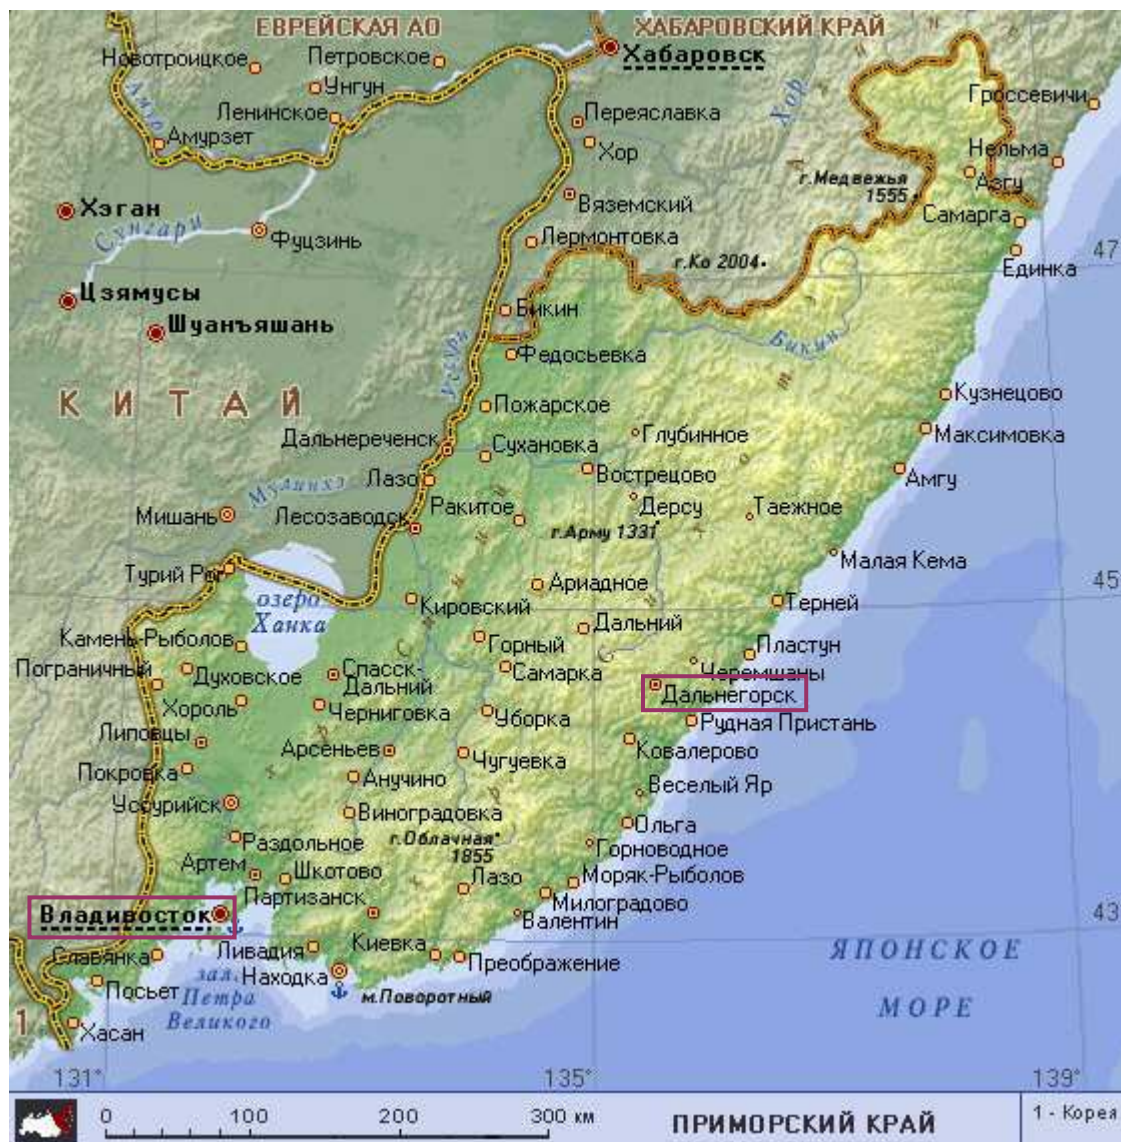 ЕВРЕЙСКАЯ АО
ХАБАРОВСКИЙ КРАЙ
Новотроицкое
Петровское
Хабаровск
Унгун
Хор
Гроссевичи
Амур
Ленинское
Переяславка
Амурзет
Хор
Нельма
г.Медвежья
1555
Азгу
Хэган
Вяземский
Самарга
Сунгари
Фуцзинь
Лермонтовка
г.Ко 2004
47
Единка
Цзямусы
Бикин
Шуанъяшань
Уссури
Бикин
Федосьевка
КИТАЙ
Кузнецово
Пожарское
Дальнереченск
Глубинное
Максимовка
Сухановка
Лазо
Вострецово
Амгу
Мулинхэ
Мишань
Лесозаводск
Ракитое
Дерсу
Таежное
г.Арму 1331
Малая Кема
Турий Рог
Ариадное
45
озеро
Ханка
Кировский
Терней
Камень-Рыболов
Горный
Дальний
Пластун
Пограничный
Духовское
Спасск-
Дальний
Самарка
Черемшаны
Дальнегорск
Хороль
Черниговка
Уборка
Рудная Пристань
Липовцы
Арсеньев
Чугуевка
Ковалерово
Покровка
Анучино
Веселый Яр
Уссурийск
Виноградовка
Ольга
Раздольное
г.Облачная
1855
Горноводное
Артем
Шкотово
Лазо
Моряк-Рыболов
Партизанск
Милоградово
Владивосток
Валентин
43
Славянка
Ливадия
Киевка
Преображение
ЯПОНСКОЕ
МОРЕ
Посьет
зал.
Петра
Великого
Находка
м.Поворотный
1
Хасан
131°
135°
139°
0 100 200 300 км
ПРИМОРСКИЙ КРАЙ
1 - Корея